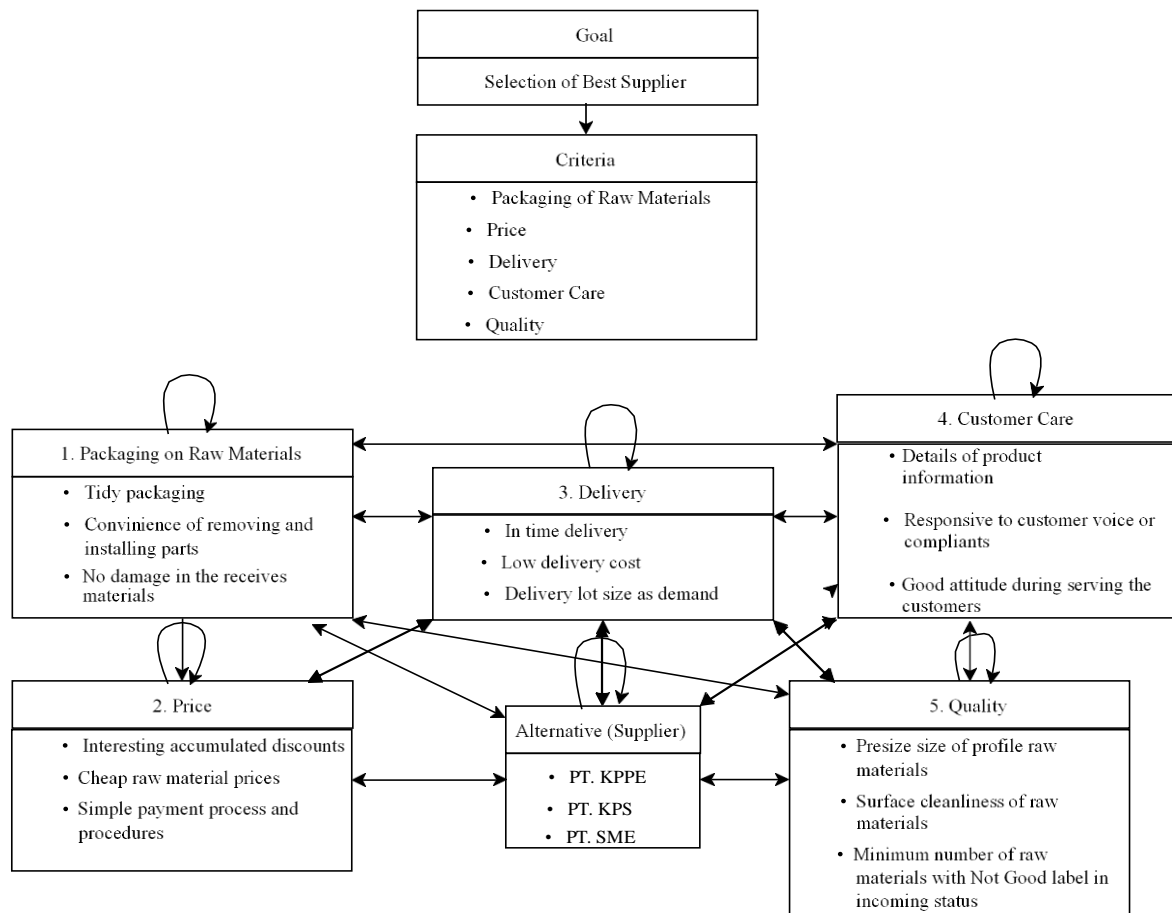 Goal
Selection of Best Supplier
Criteria
• Packaging of Raw Materials
• Price
• Delivery
• Customer Care
• Quality
1. Packaging on Raw Materials
• Tidy packaging
• Convinience of removing and
installing parts
• No damage in the receives
materials
3. Delivery
• In time delivery
• Low delivery cost
• Delivery lot size as demand
4. Customer Care
• Details of product
information
• Responsive to customer voice or
compliants
• Good attitude during serving the
customers
2. Price
• Interesting accumulated discounts
• Cheap raw material prices
• Simple payment process and
procedures
Alternative (Supplier)
• PT. KPPE
• PT. KPS
• PT. SME
5. Quality
• Presize size of profile raw
materials
• Surface cleanliness of raw
materials
• Minimum number of raw
materials with Not Good label in
incoming status